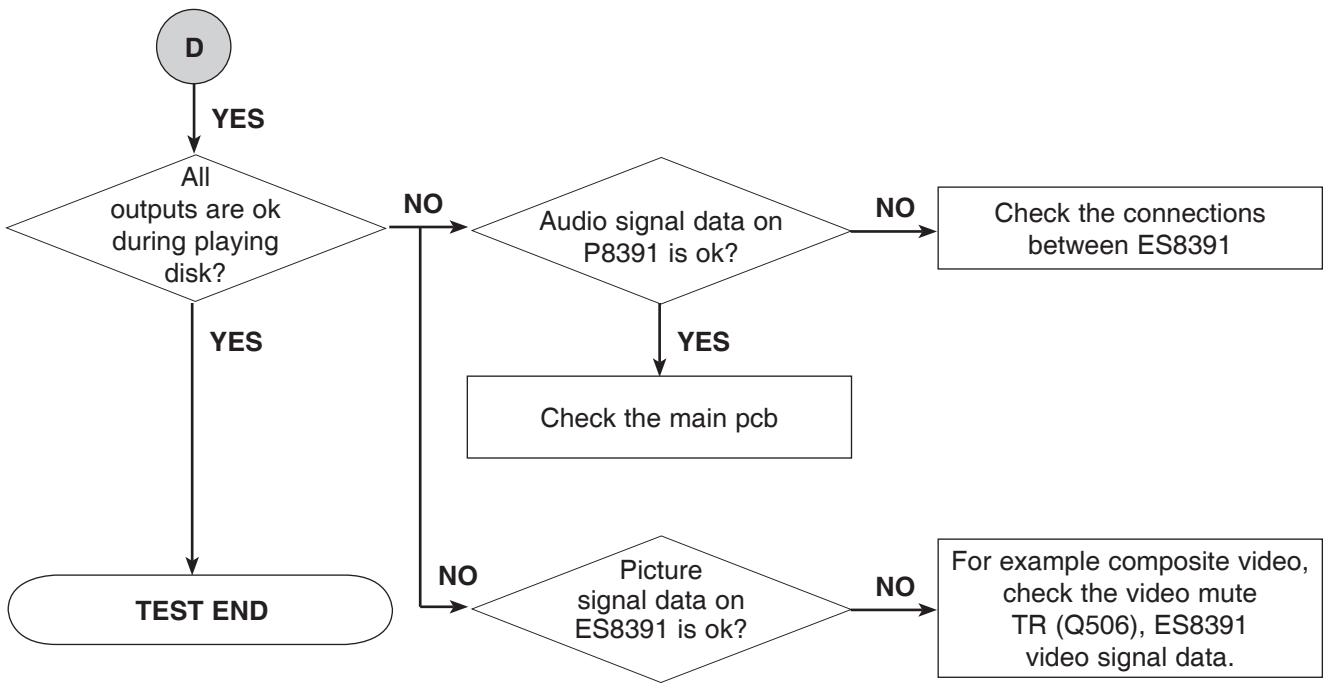 D
YES
All
outputs are ok
during playing
disk?
NO
Audio signal data on
P8391 is ok?
NO
Check the connections
between ES8391
YES
YES
Check the main pcb
TEST END
NO
Picture
signal data on
ES8391 is ok?
NO
For example composite video,
check the video mute
TR (Q506), ES8391
video signal data.